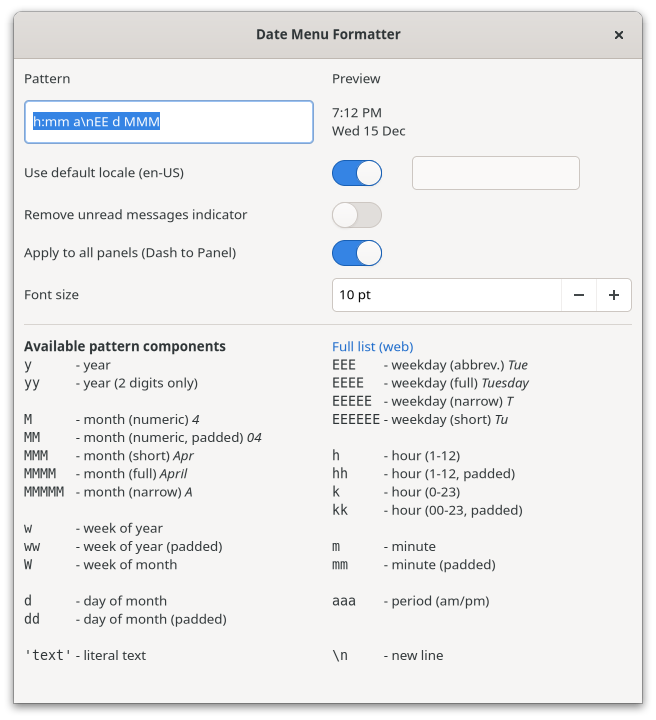 Date Menu Formatter
Pattern
Preview
h:mm a\nEE d MMM
7:12 PM
Wed 15 Dec
Use default locale (en-US)
Remove unread messages indicator
Apply to all panels (Dash to Panel)
Font size
10 pt
Available pattern components
y - year
yy - year (2 digits only)
M - month (numeric) 4
MM - month (numeric, padded) 04
MMM - month (short) Apr
MMMM - month (full) April
MMMMM - month (narrow) A
w - week of year
ww - week of year (padded)
W - week of month
d - day of month
dd - day of month (padded)
'text' - literal text
Full list (web)
EEE - weekday (abbrev.) Tue
EEEE - weekday (full) Tuesday
EEEEE - weekday (narrow) T
EEEEEE - weekday (short) Tu
h - hour (1-12)
hh - hour (1-12, padded)
k - hour (0-23)
kk - hour (00-23, padded)
m - minute
mm - minute (padded)
aaa - period (am/pm)
\n - new line